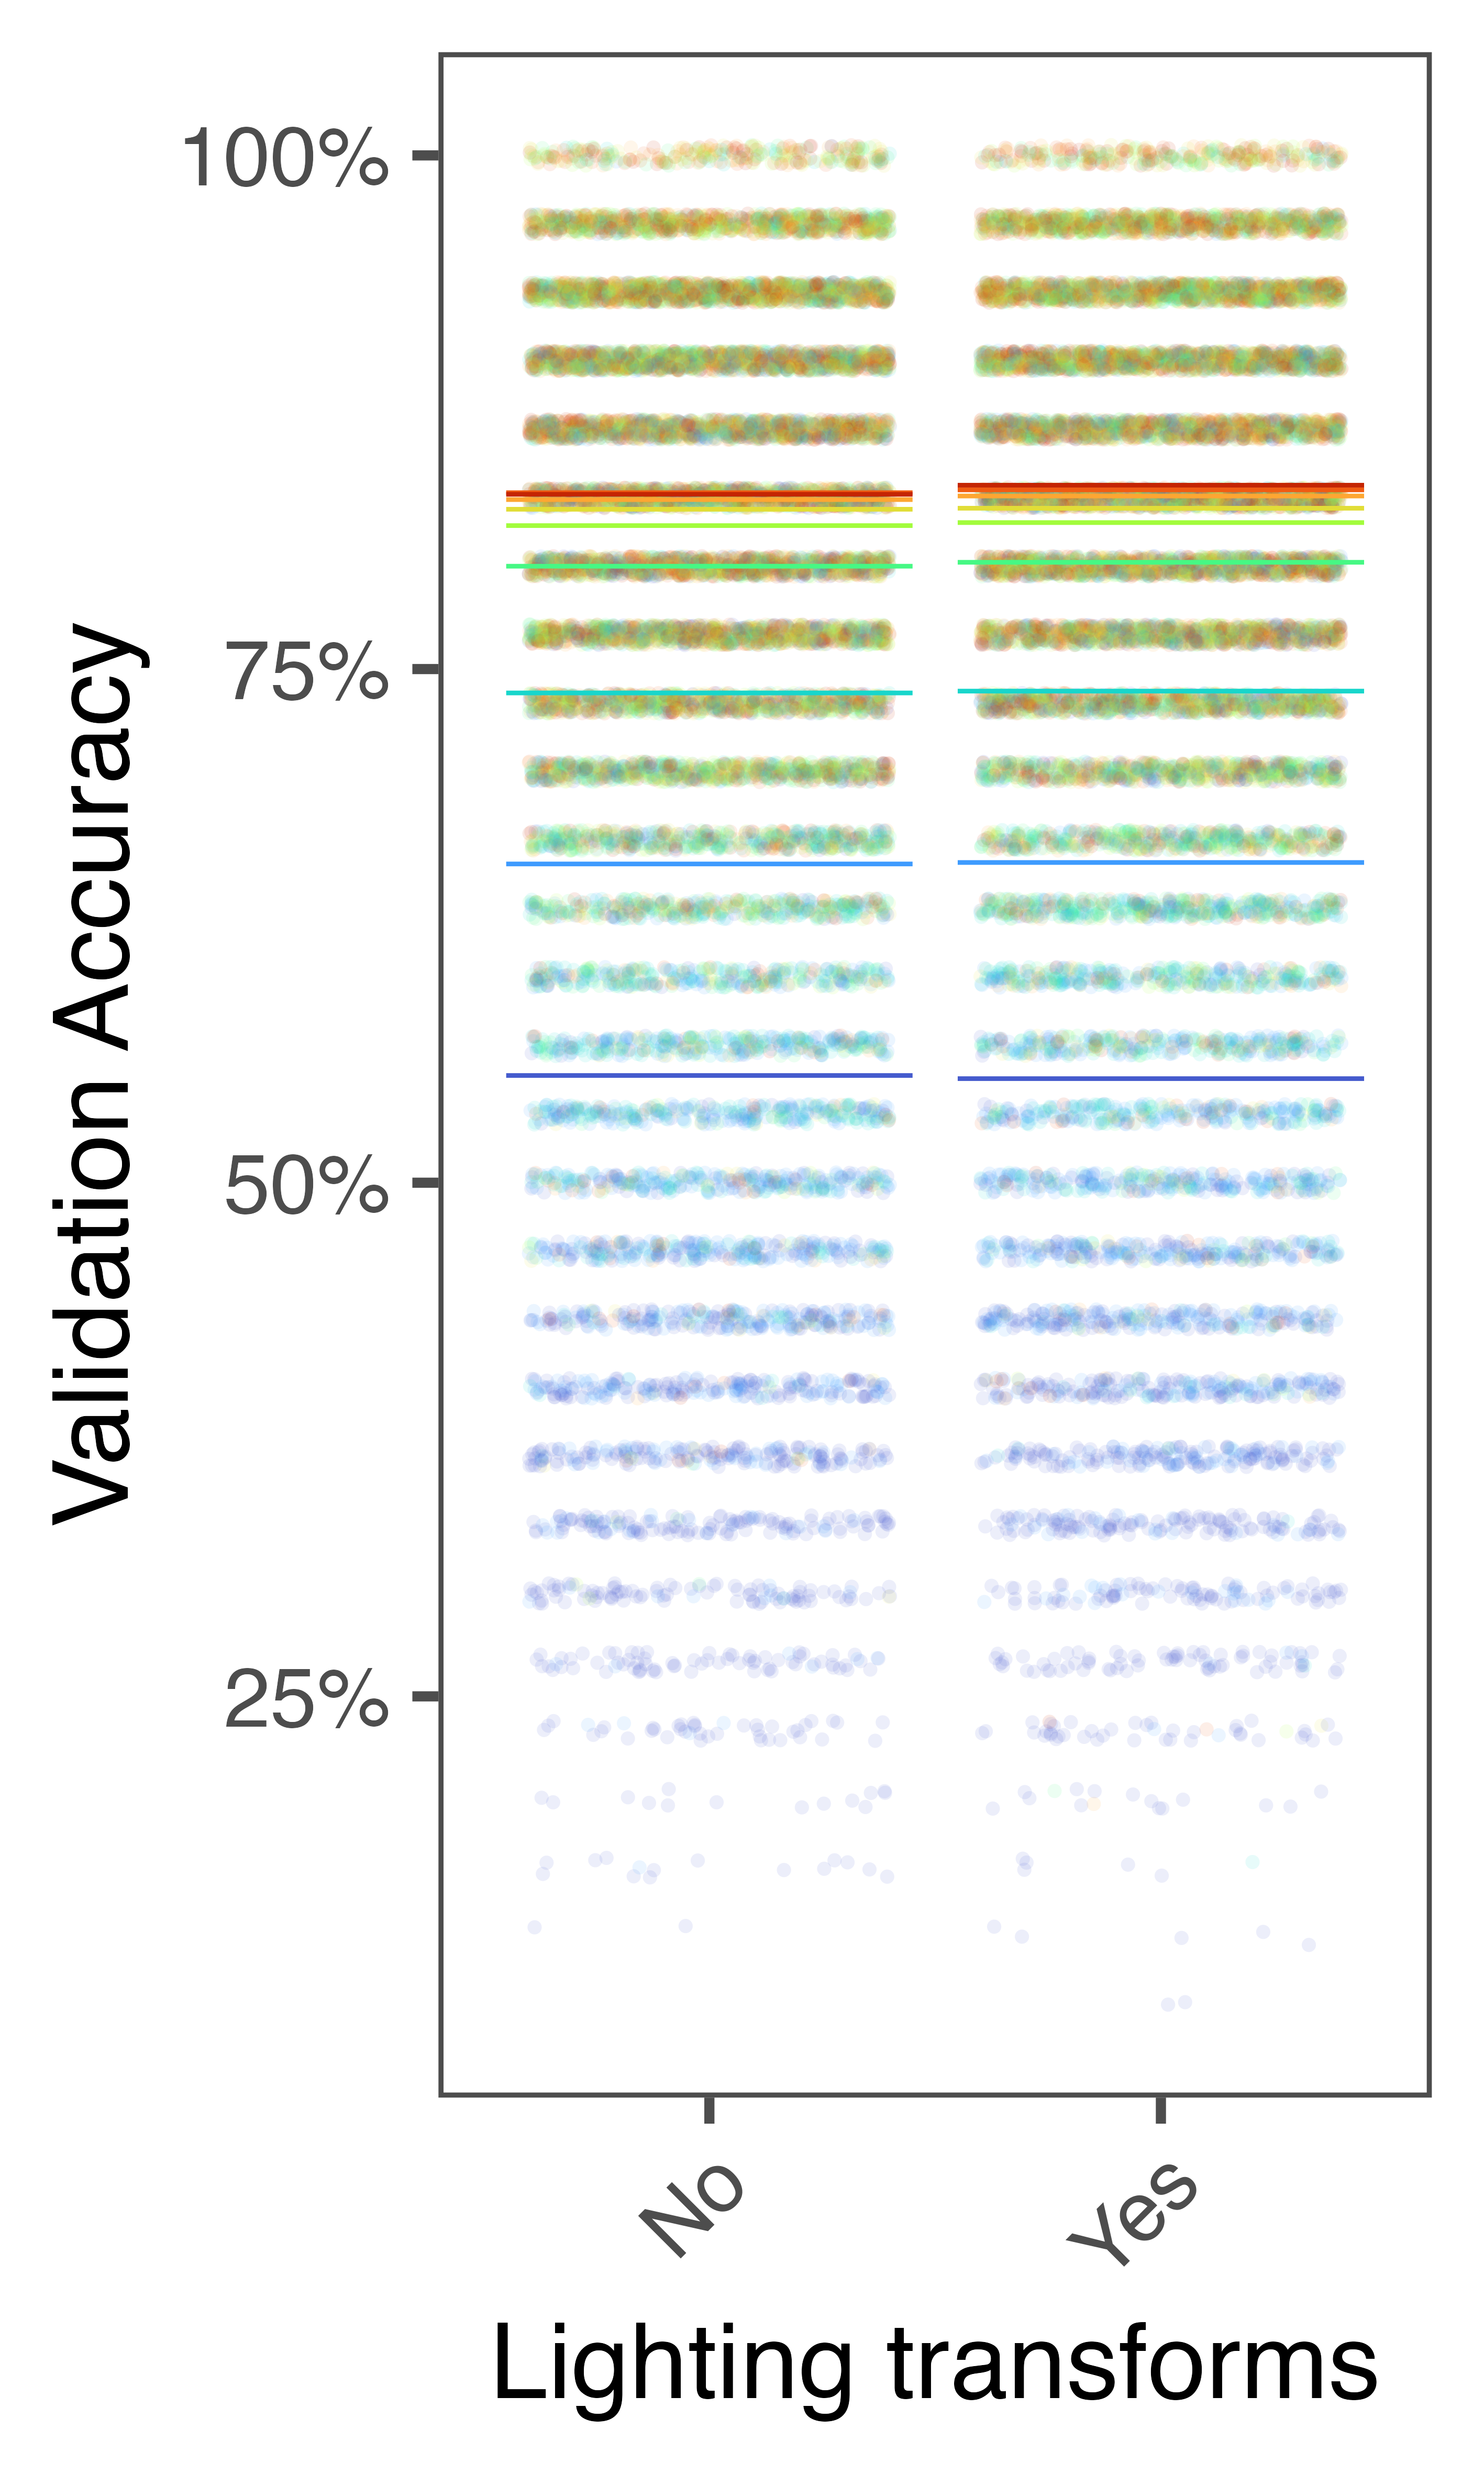 100%
75%
50%
25%
Validation Accuracy
No
Yes
Lighting transforms